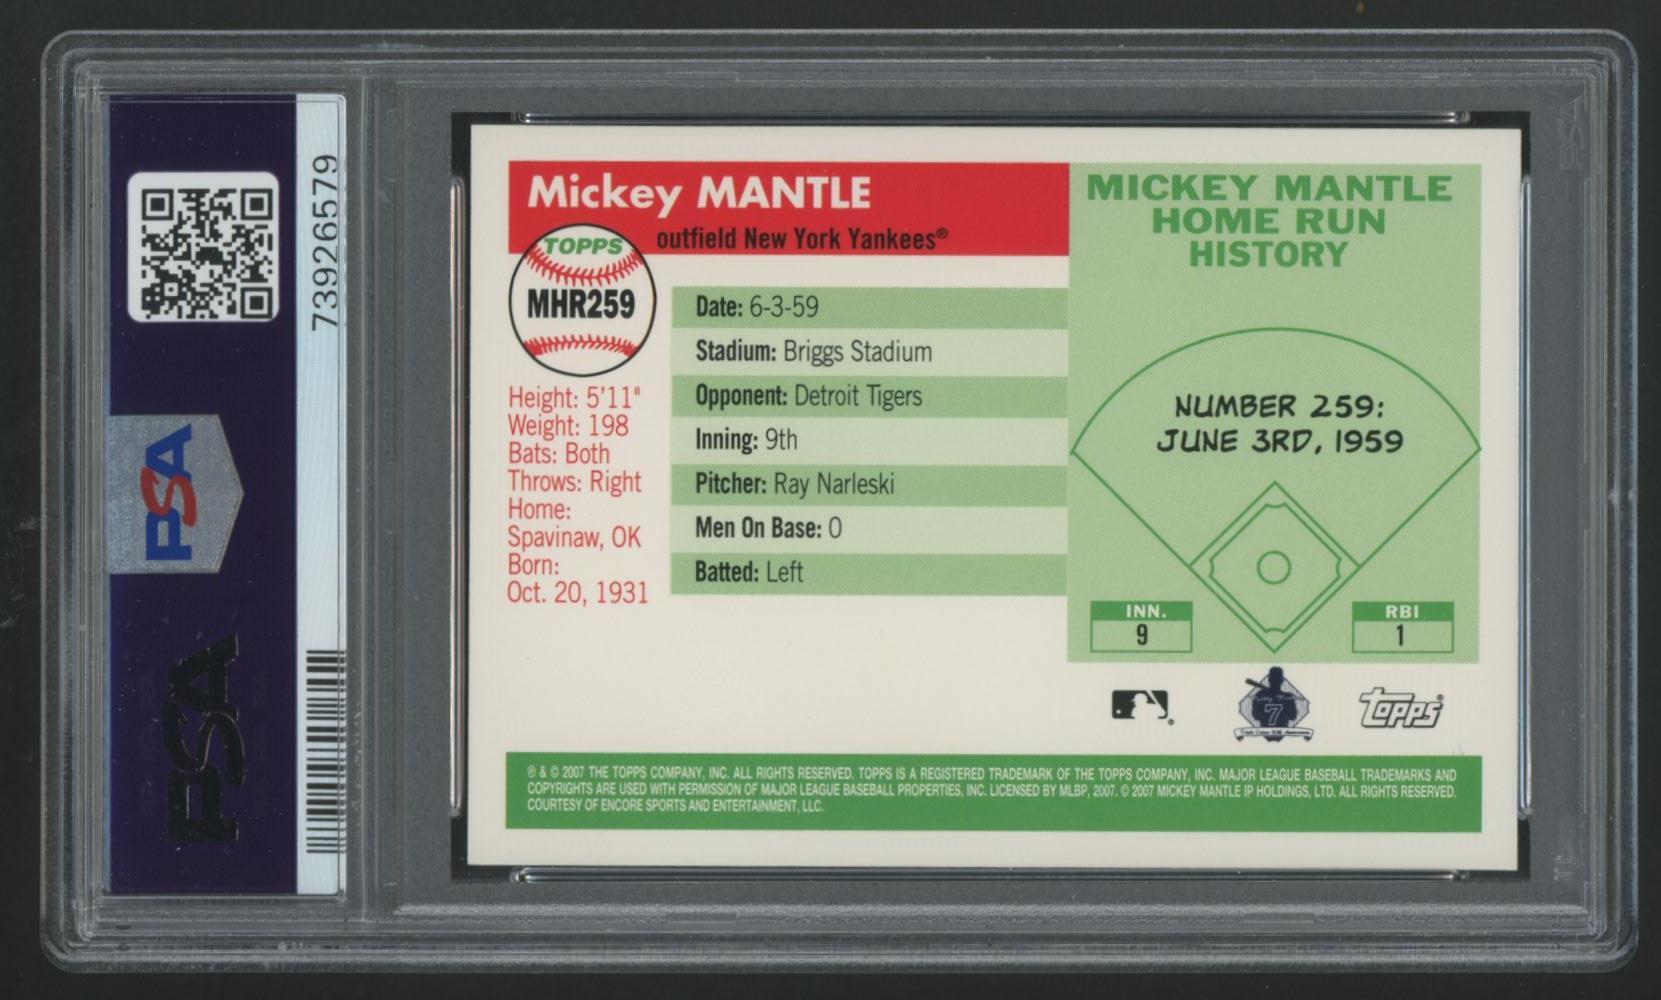 73926579
PSA
PSA
Mickey MANTLE
outfield New York Yankees®
TOPPS
MHR259
Height: 5'11"
Weight: 198
Bats: Both
Throws: Right
Home:
Spavinaw, OK
Born:
Oct. 20, 1931
Date: 6-3-59
Stadium: Briggs Stadium
Opponent: Detroit Tigers
Inning: 9th
Pitcher: Ray Narleski
Men On Base: 0
Batted: Left
MICKEY MANTLE
HOME RUN
HISTORY
NUMBER 259:
JUNE 3RD, 1959
INN.
9
RBI
1
7
Topps®
® & © 2007 THE TOPPS COMPANY, INC. ALL RIGHTS RESERVED. TOPPS IS A REGISTERED TRADEMARK OF THE TOPPS COMPANY, INC. MAJOR LEAGUE BASEBALL TRADEMARKS AND
COPYRIGHTS ARE USED WITH PERMISSION OF MAJOR LEAGUE BASEBALL PROPERTIES, INC. LICENSED BY MLBP, 2007. © 2007 MICKEY MANTLE IP HOLDINGS, LTD. ALL RIGHTS RESERVED.
COURTESY OF ENCORE SPORTS AND ENTERTAINMENT, LLC.
PSA